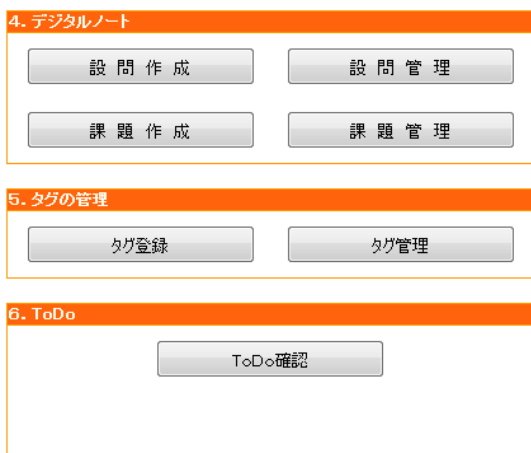 4. デジタルノート
設 問 作 成
設 問 管 理
課 題 作 成
課 題 管 理
5. タグの管理
タグ登録
タグ管理
6. ToDo
ToDo確認